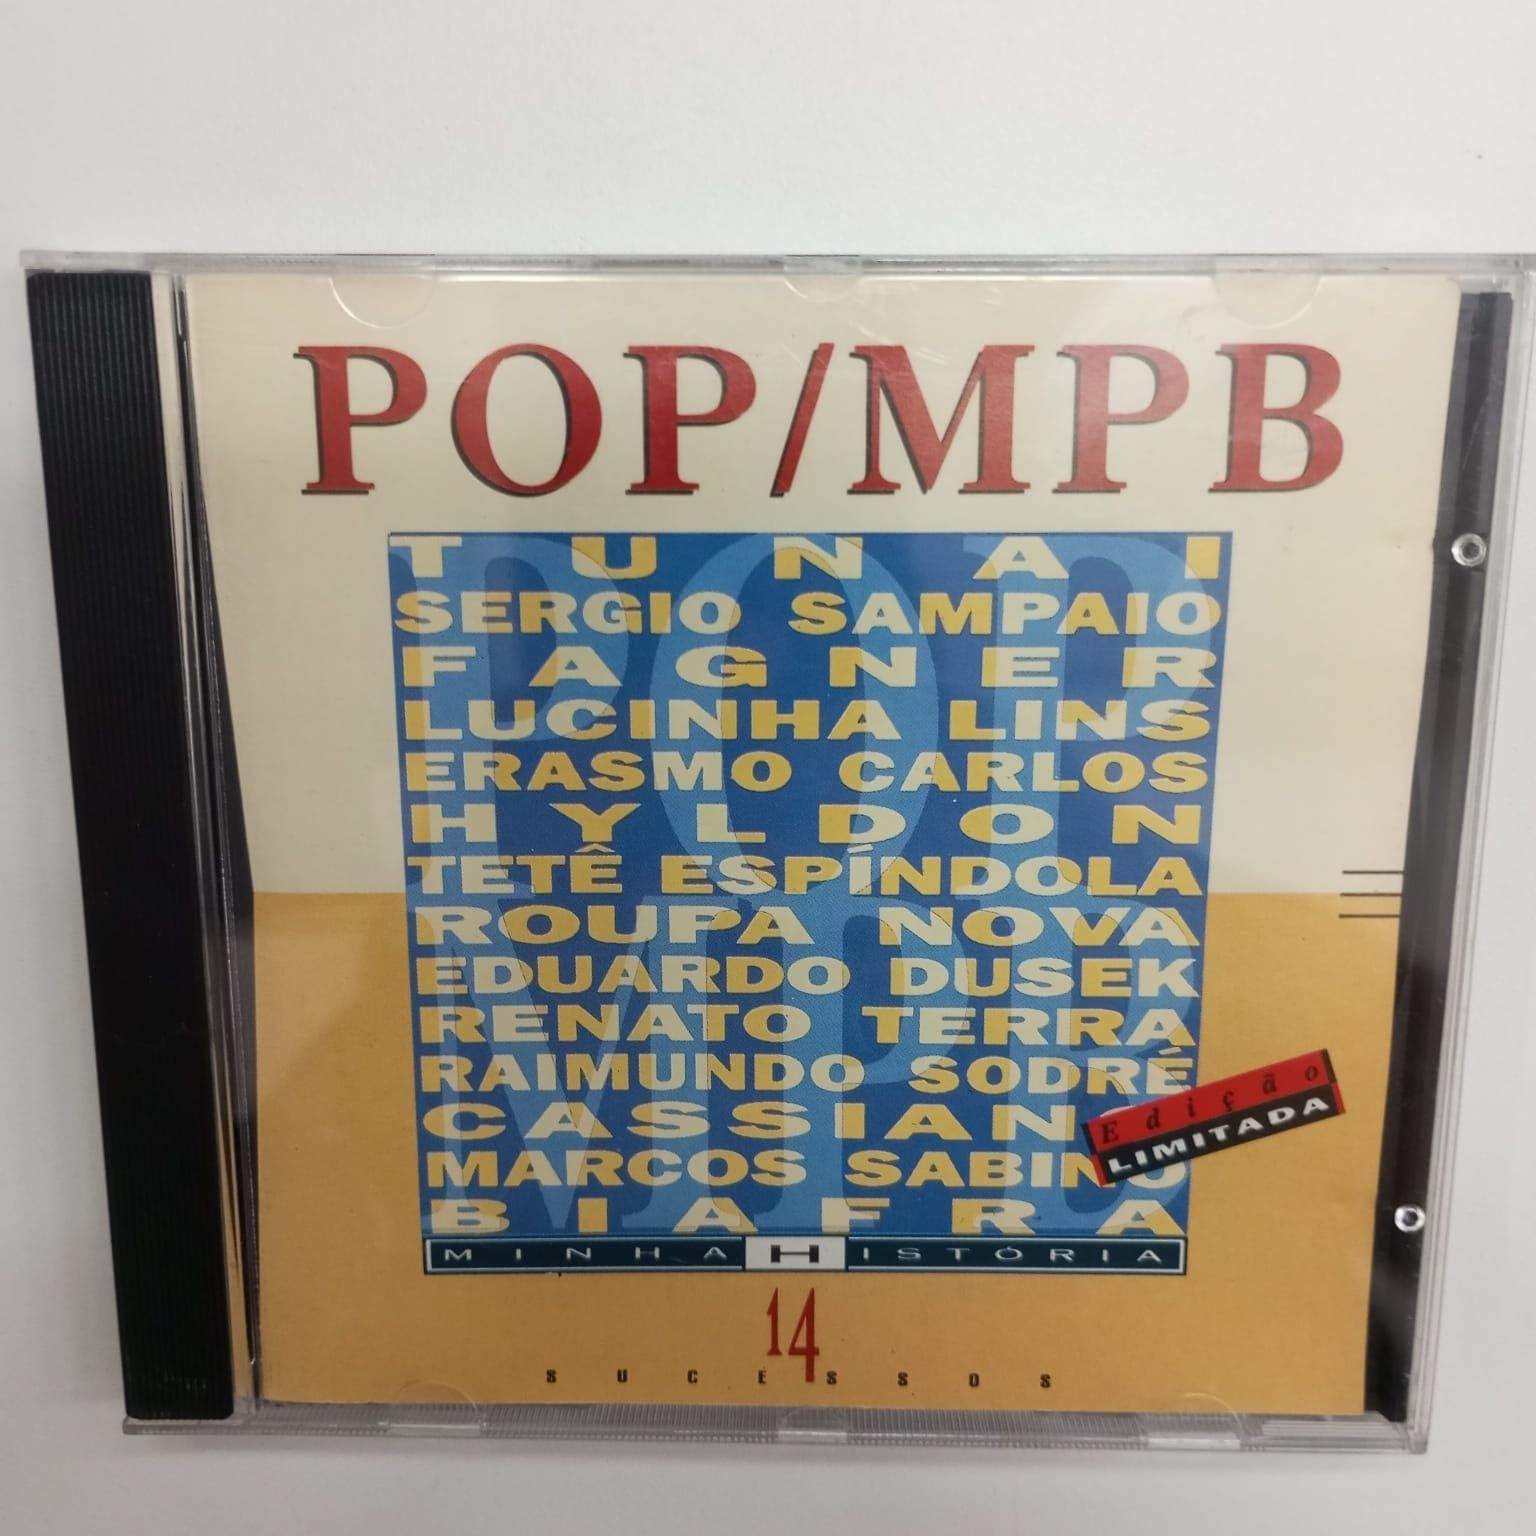 POP/MPB
TUNAI
SERGIO SAMPAIO
FAGNER
LUCINHA LINS
ERASMO CARLOS
HYLDON
TETÊ ESPÍNDOLA
ROUPA NOVA
EDUARDO DUSEK
RENATO TERRA
RAIMUNDO SODRÉ
CASSIANO
MARCOS SABINO
BIAFRA
Edição
LIMITADA
MINHA HISTÓRIA
14
SUCESSOS